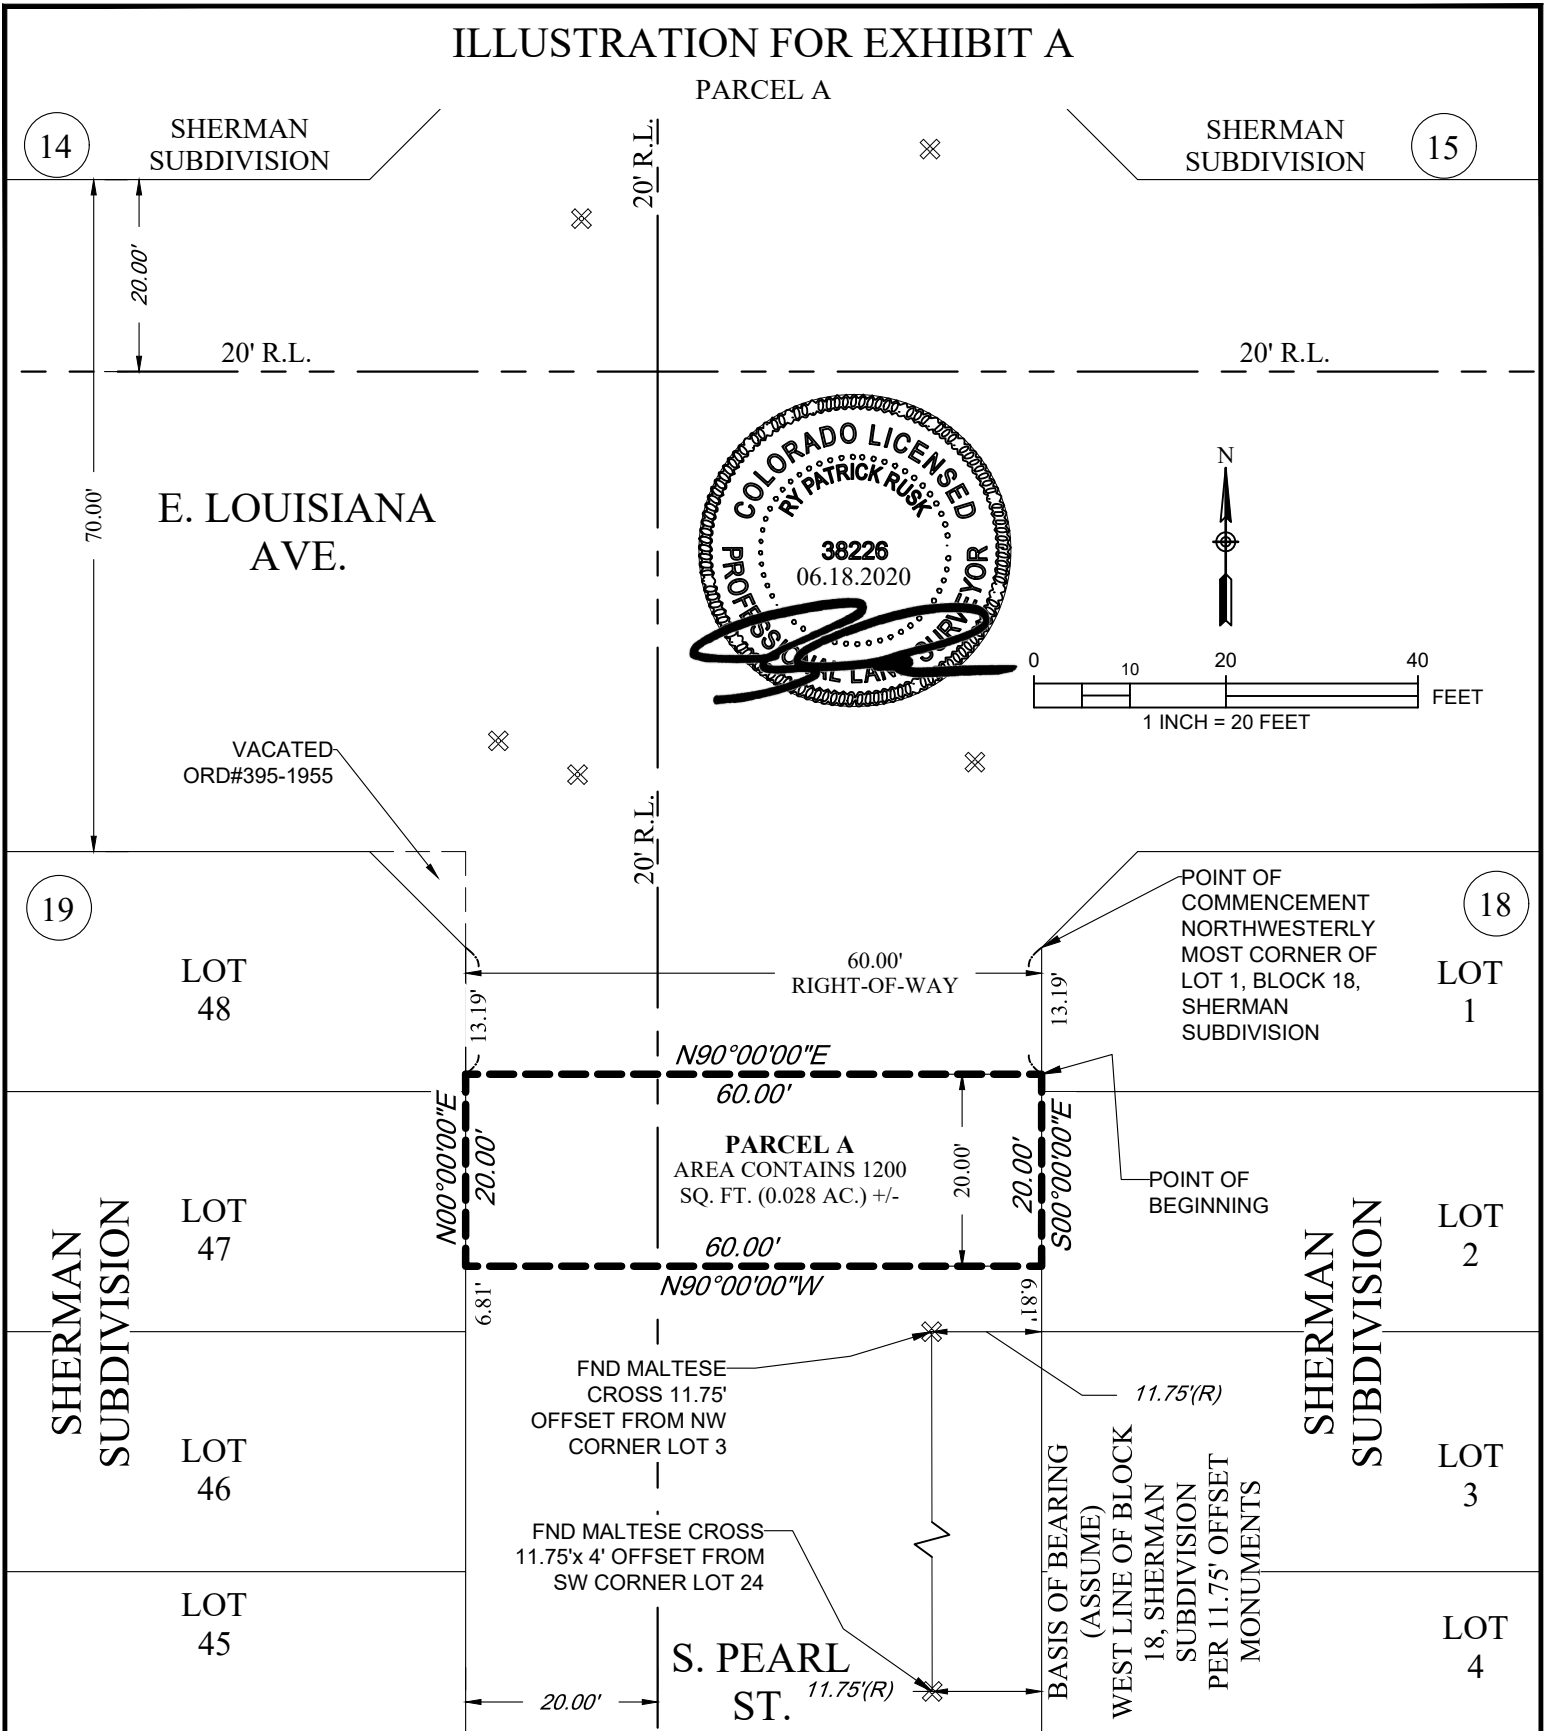 ILLUSTRATION FOR EXHIBIT A
PARCEL A
14
SHERMAN
SUBDIVISION
20' R.L.
SHERMAN
SUBDIVISION
15
20.00'
20' R.L.
20' R.L.
70.00'
E. LOUISIANA
AVE.
COLORADO LICENSED
RY PATRICK RUSK
38226
06.18.2020
PROFESSIONAL LAND SURVEYOR
N
0 10 20 40
FEET
1 INCH = 20 FEET
VACATED
ORD#395-1955
20' R.L.
19
LOT
48
13.19'
60.00'
RIGHT-OF-WAY
13.19'
POINT OF
COMMENCEMENT
NORTHWESTERLY
MOST CORNER OF
LOT 1, BLOCK 18,
SHERMAN
SUBDIVISION
18
LOT
1
N90°00'00"E
60.00'
N00°00'00"E
20.00'
PARCEL A
AREA CONTAINS 1200
SQ. FT. (0.028 AC.) +/-
20.00'
20.00'
S00°00'00"E
60.00'
N90°00'00"W
POINT OF
BEGINNING
LOT
47
LOT
2
SHERMAN
SUBDIVISION
SHERMAN
SUBDIVISION
6.81'
6.81'
FND MALTESE
CROSS 11.75'
OFFSET FROM NW
CORNER LOT 3
11.75'(R)
LOT
46
LOT
3
FND MALTESE CROSS
11.75'x 4' OFFSET FROM
SW CORNER LOT 24
BASIS OF BEARING
(ASSUME)
WEST LINE OF BLOCK
18, SHERMAN
SUBDIVISION
PER 11.75' OFFSET
MONUMENTS
LOT
45
LOT
4
S. PEARL
ST.
20.00'
11.75'(R)